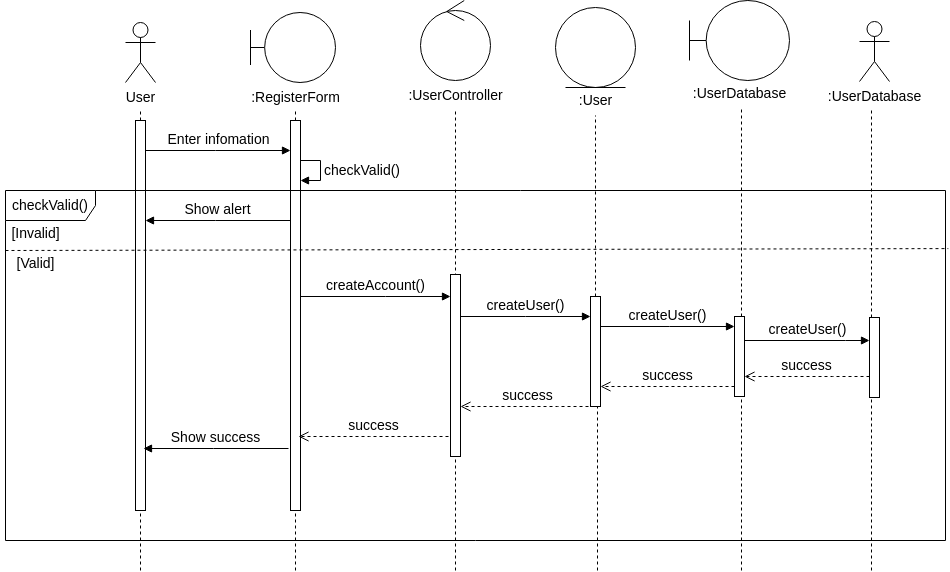 User
:RegisterForm
:UserController
:User
:UserDatabase
:UserDatabase
Enter infomation
checkValid()
checkValid()
Show alert
[Invalid]
[Valid]
createAccount()
createUser()
createUser()
createUser()
success
success
success
success
Show success